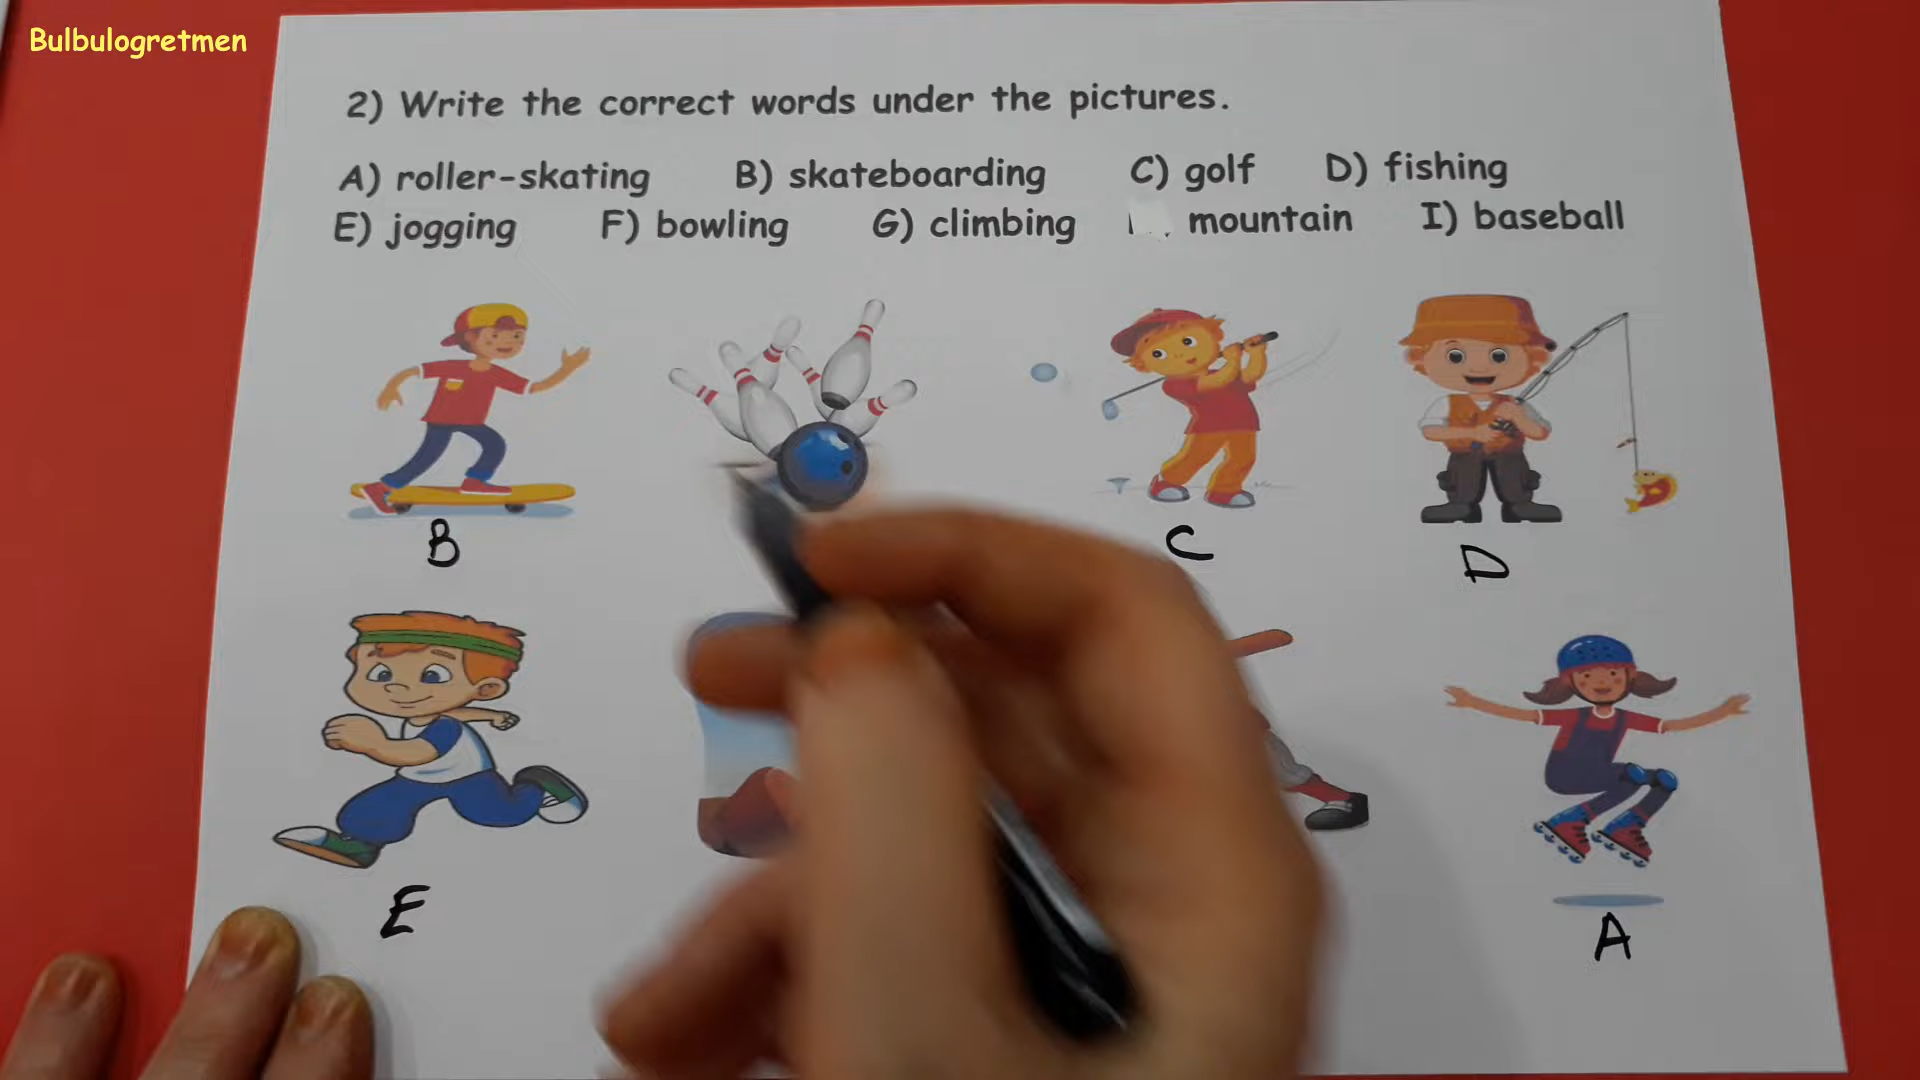 Bulbulogretmen
2) Write the correct words under the pictures.
A) roller-skating B) skateboarding C) golf D) fishing
E) jogging F) bowling G) climbing mountain I) baseball
B C D
E A